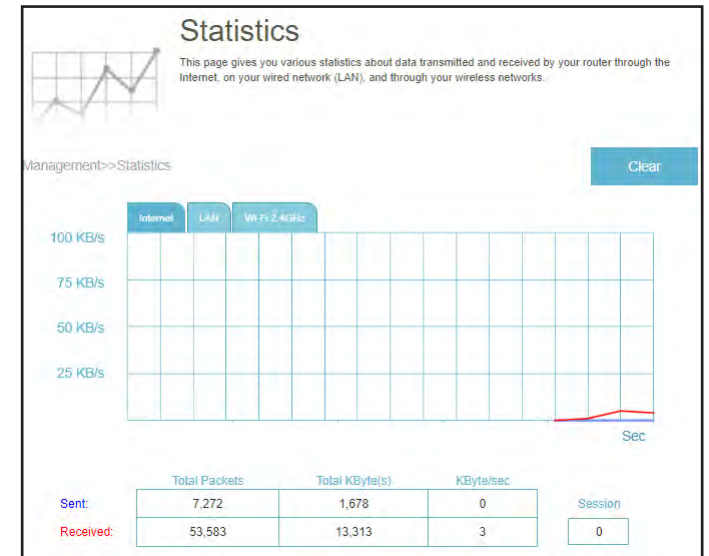 Statistics
This page gives you various statistics about data transmitted and received by your router through the
Internet, on your wired network (LAN), and through your wireless networks.
Management>>Statistics
Clear
Internet LAN Wi-Fi 2.4GHz
100 KB/s
75 KB/s
50 KB/s
25 KB/s
Sec
Total Packets Total KByte(s) KByte/sec
Sent: 7,272 1,678 0 Session
Received: 53,583 13,313 3 0